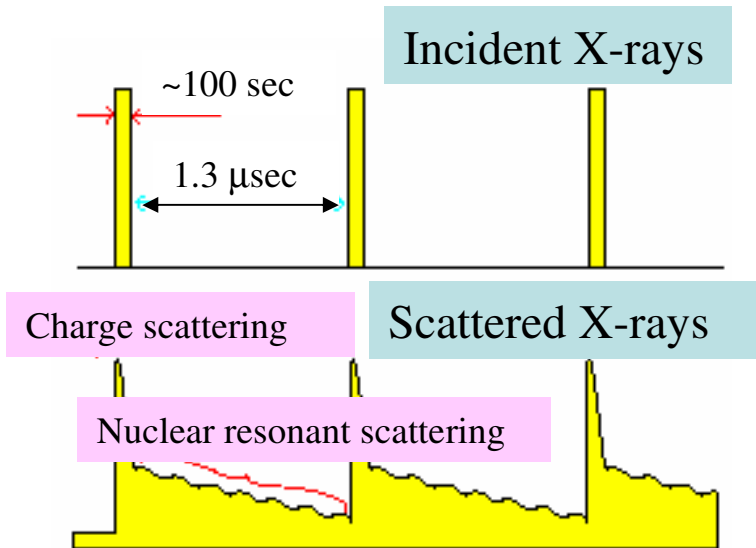 Incident X-rays
~100 sec
1.3 μsec
Charge scattering
Scattered X-rays
Nuclear resonant scattering